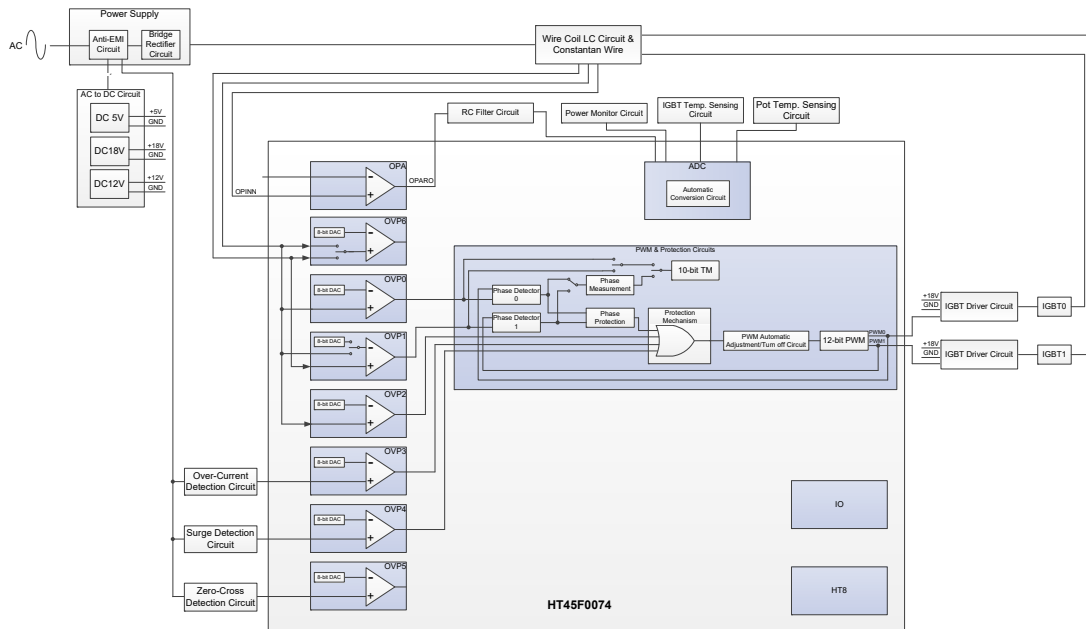 Power Supply
AC
Anti-EMI
Circuit
Bridge
Rectifier
Circuit
Wire Coil LC Circuit &
Constantan Wire
AC to DC Circuit
DC 5V
+5V
GND
DC18V
+18V
GND
DC12V
+12V
GND
RC Filter Circuit
Power Monitor Circuit
IGBT Temp. Sensing
Circuit
Pot Temp. Sensing
Circuit
OPA
OPINN
OPARO
ADC
Automatic
Conversion Circuit
OVP6
8-bit DAC
OVP0
8-bit DAC
OVP1
8-bit DAC
OVP2
8-bit DAC
OVP3
8-bit DAC
OVP4
8-bit DAC
OVP5
8-bit DAC
PWM & Protection Circuits
10-bit TM
Phase Detector
0
Phase
Measurement
Phase Detector
1
Phase
Protection
Protection
Mechanism
PWM Automatic
Adjustment/Turn off Circuit
12-bit PWM
PWM0
PWM1
+18V
GND
IGBT Driver Circuit
IGBT0
+18V
GND
IGBT Driver Circuit
IGBT1
Over-Current
Detection Circuit
Surge Detection
Circuit
Zero-Cross
Detection Circuit
IO
HT8
HT45F0074